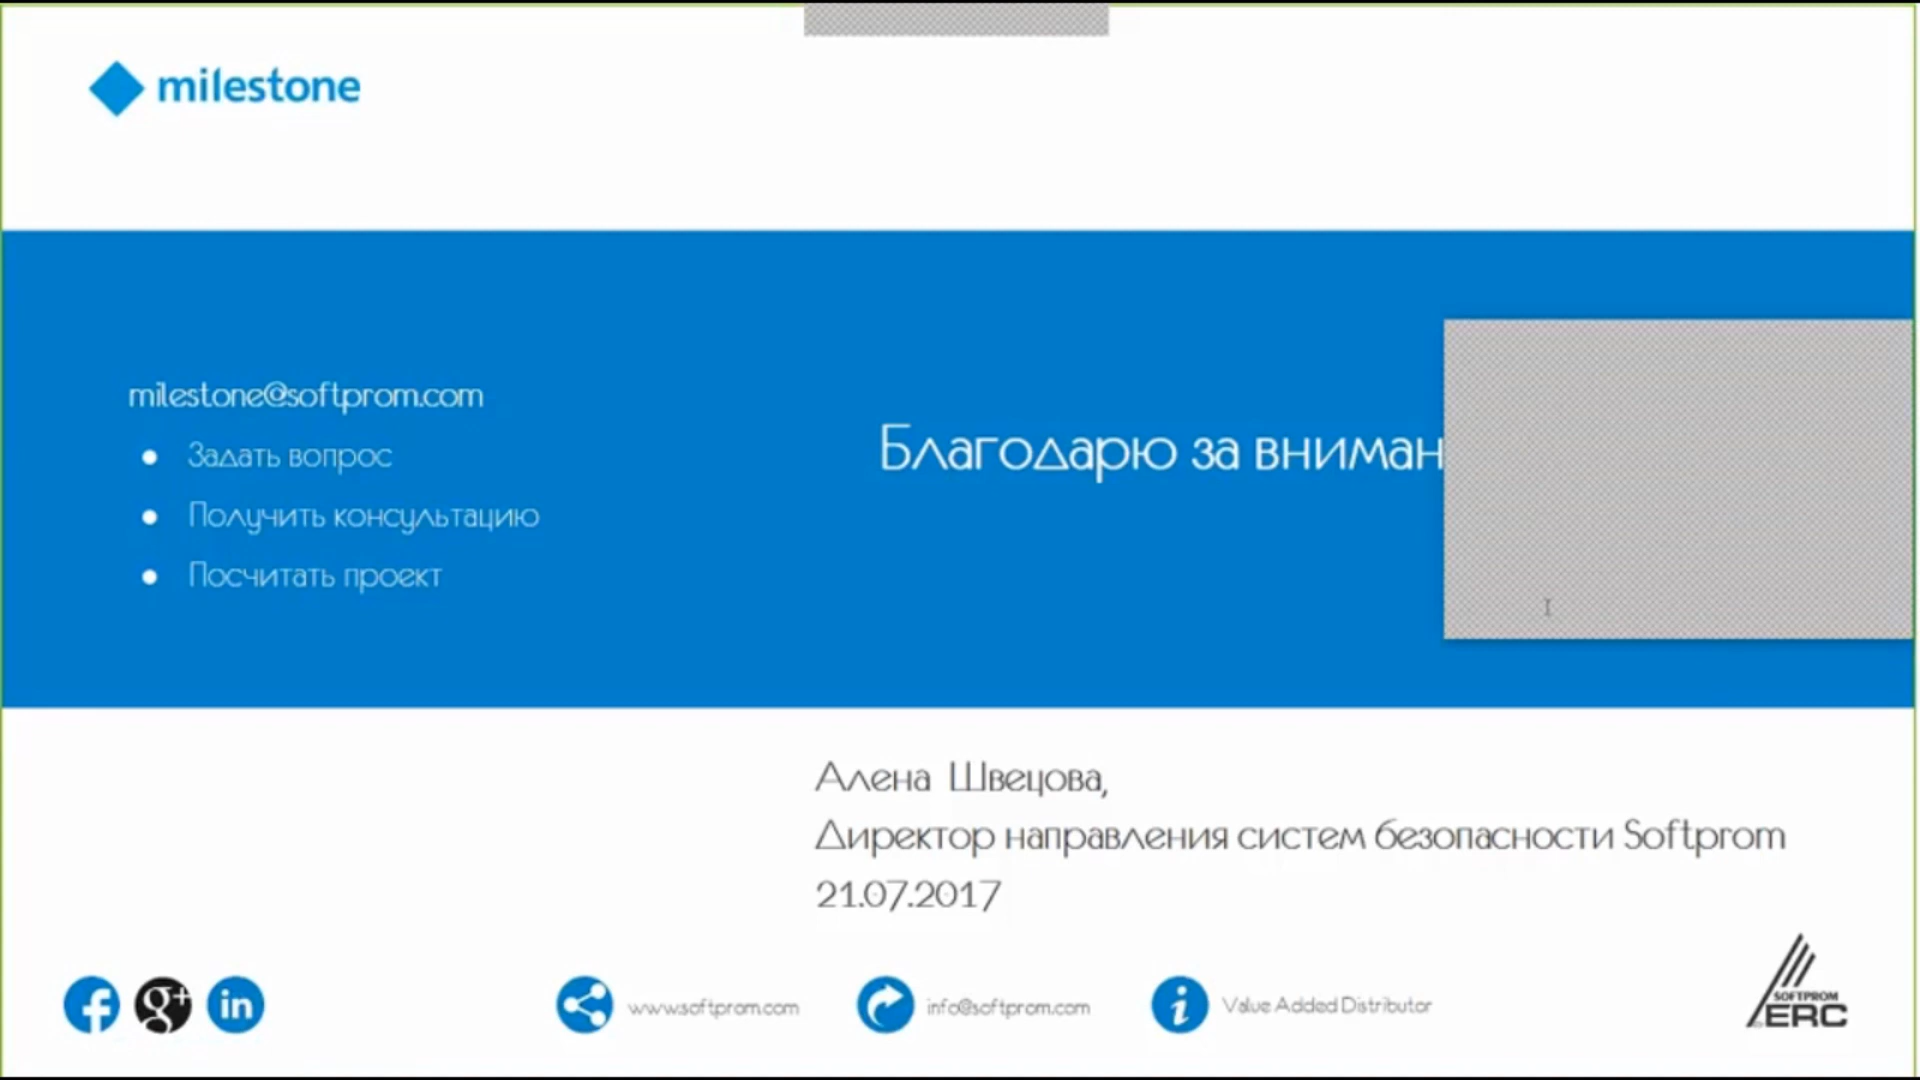 milestone
milestone@softprom.com
Задать вопрос
Получить консультацию
Посчитать проект
Благодарю за
Алена Швецова,
Директор направления систем безопасности Softprom
21.07.2017
www.softprom.com
info@softprom.com
Value Added Distributor
SOFTPROM
ERC